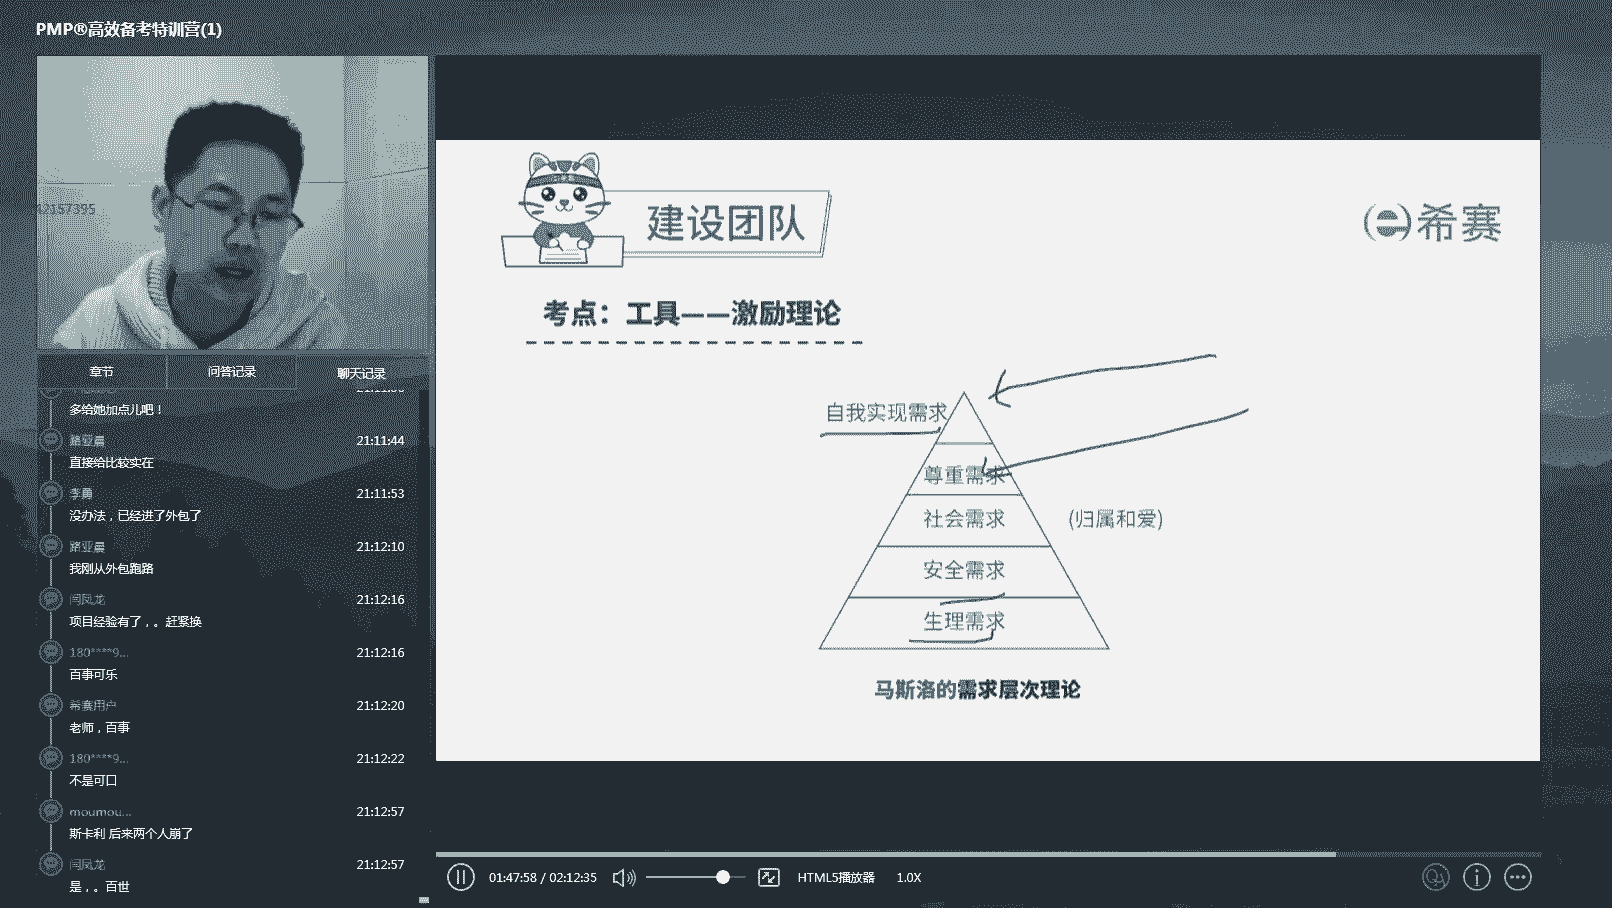 PMP®高效备考特训营(1)
章节
问答记录
聊天记录
多给她加点儿吧！
路亚晨
21:11:44
直接给比较实在
李勇
21:11:53
没办法，已经进了外包了
路亚晨
21:12:10
我刚从外包跑路
闫凤龙
21:12:16
项目经验有了，。赶紧换
180****9...
21:12:16
百事可乐
希赛用户
21:12:20
老师，百事
180****9...
21:12:22
不是可口
moumou...
21:12:57
斯卡利 后来两个人崩了
闫凤龙
21:12:57
是，。百世
建设团队
希赛
考点：工具——激励理论
自我实现需求
尊重需求
社会需求
(归属和爱)
安全需求
生理需求
马斯洛的需求层次理论
01:47:58 / 02:12:35
HTML5播放器
1.0X